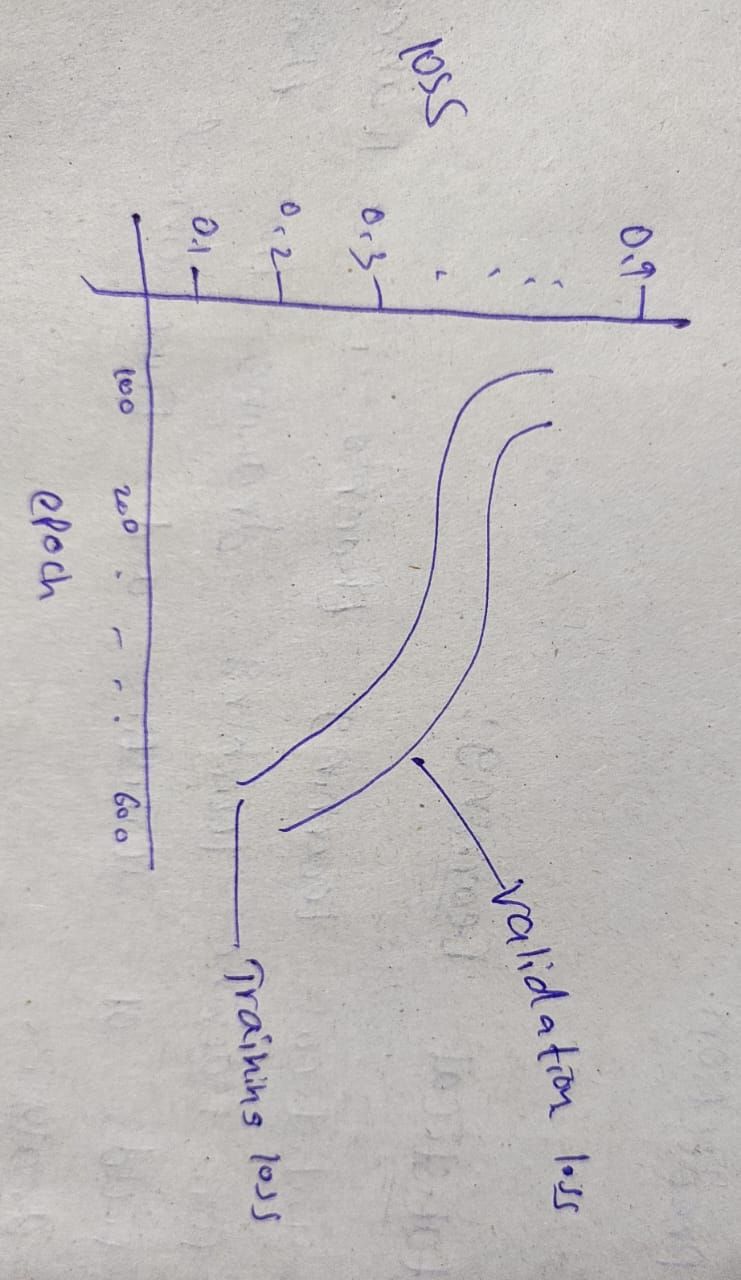 loss
0.9
0.3
0.2
0.1
100 200 600
epoch
validation loss
Training loss